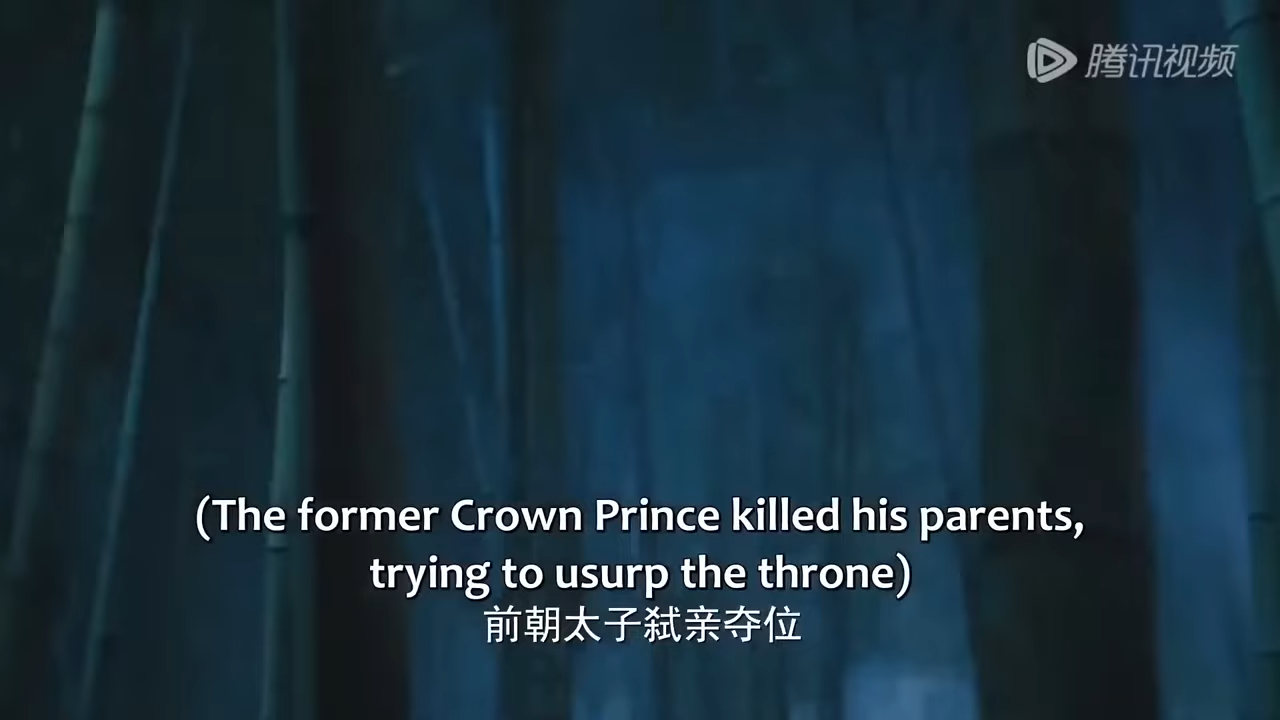 腾讯视频
(The former Crown Prince killed his parents,
trying to usurp the throne)
前朝太子弑亲夺位